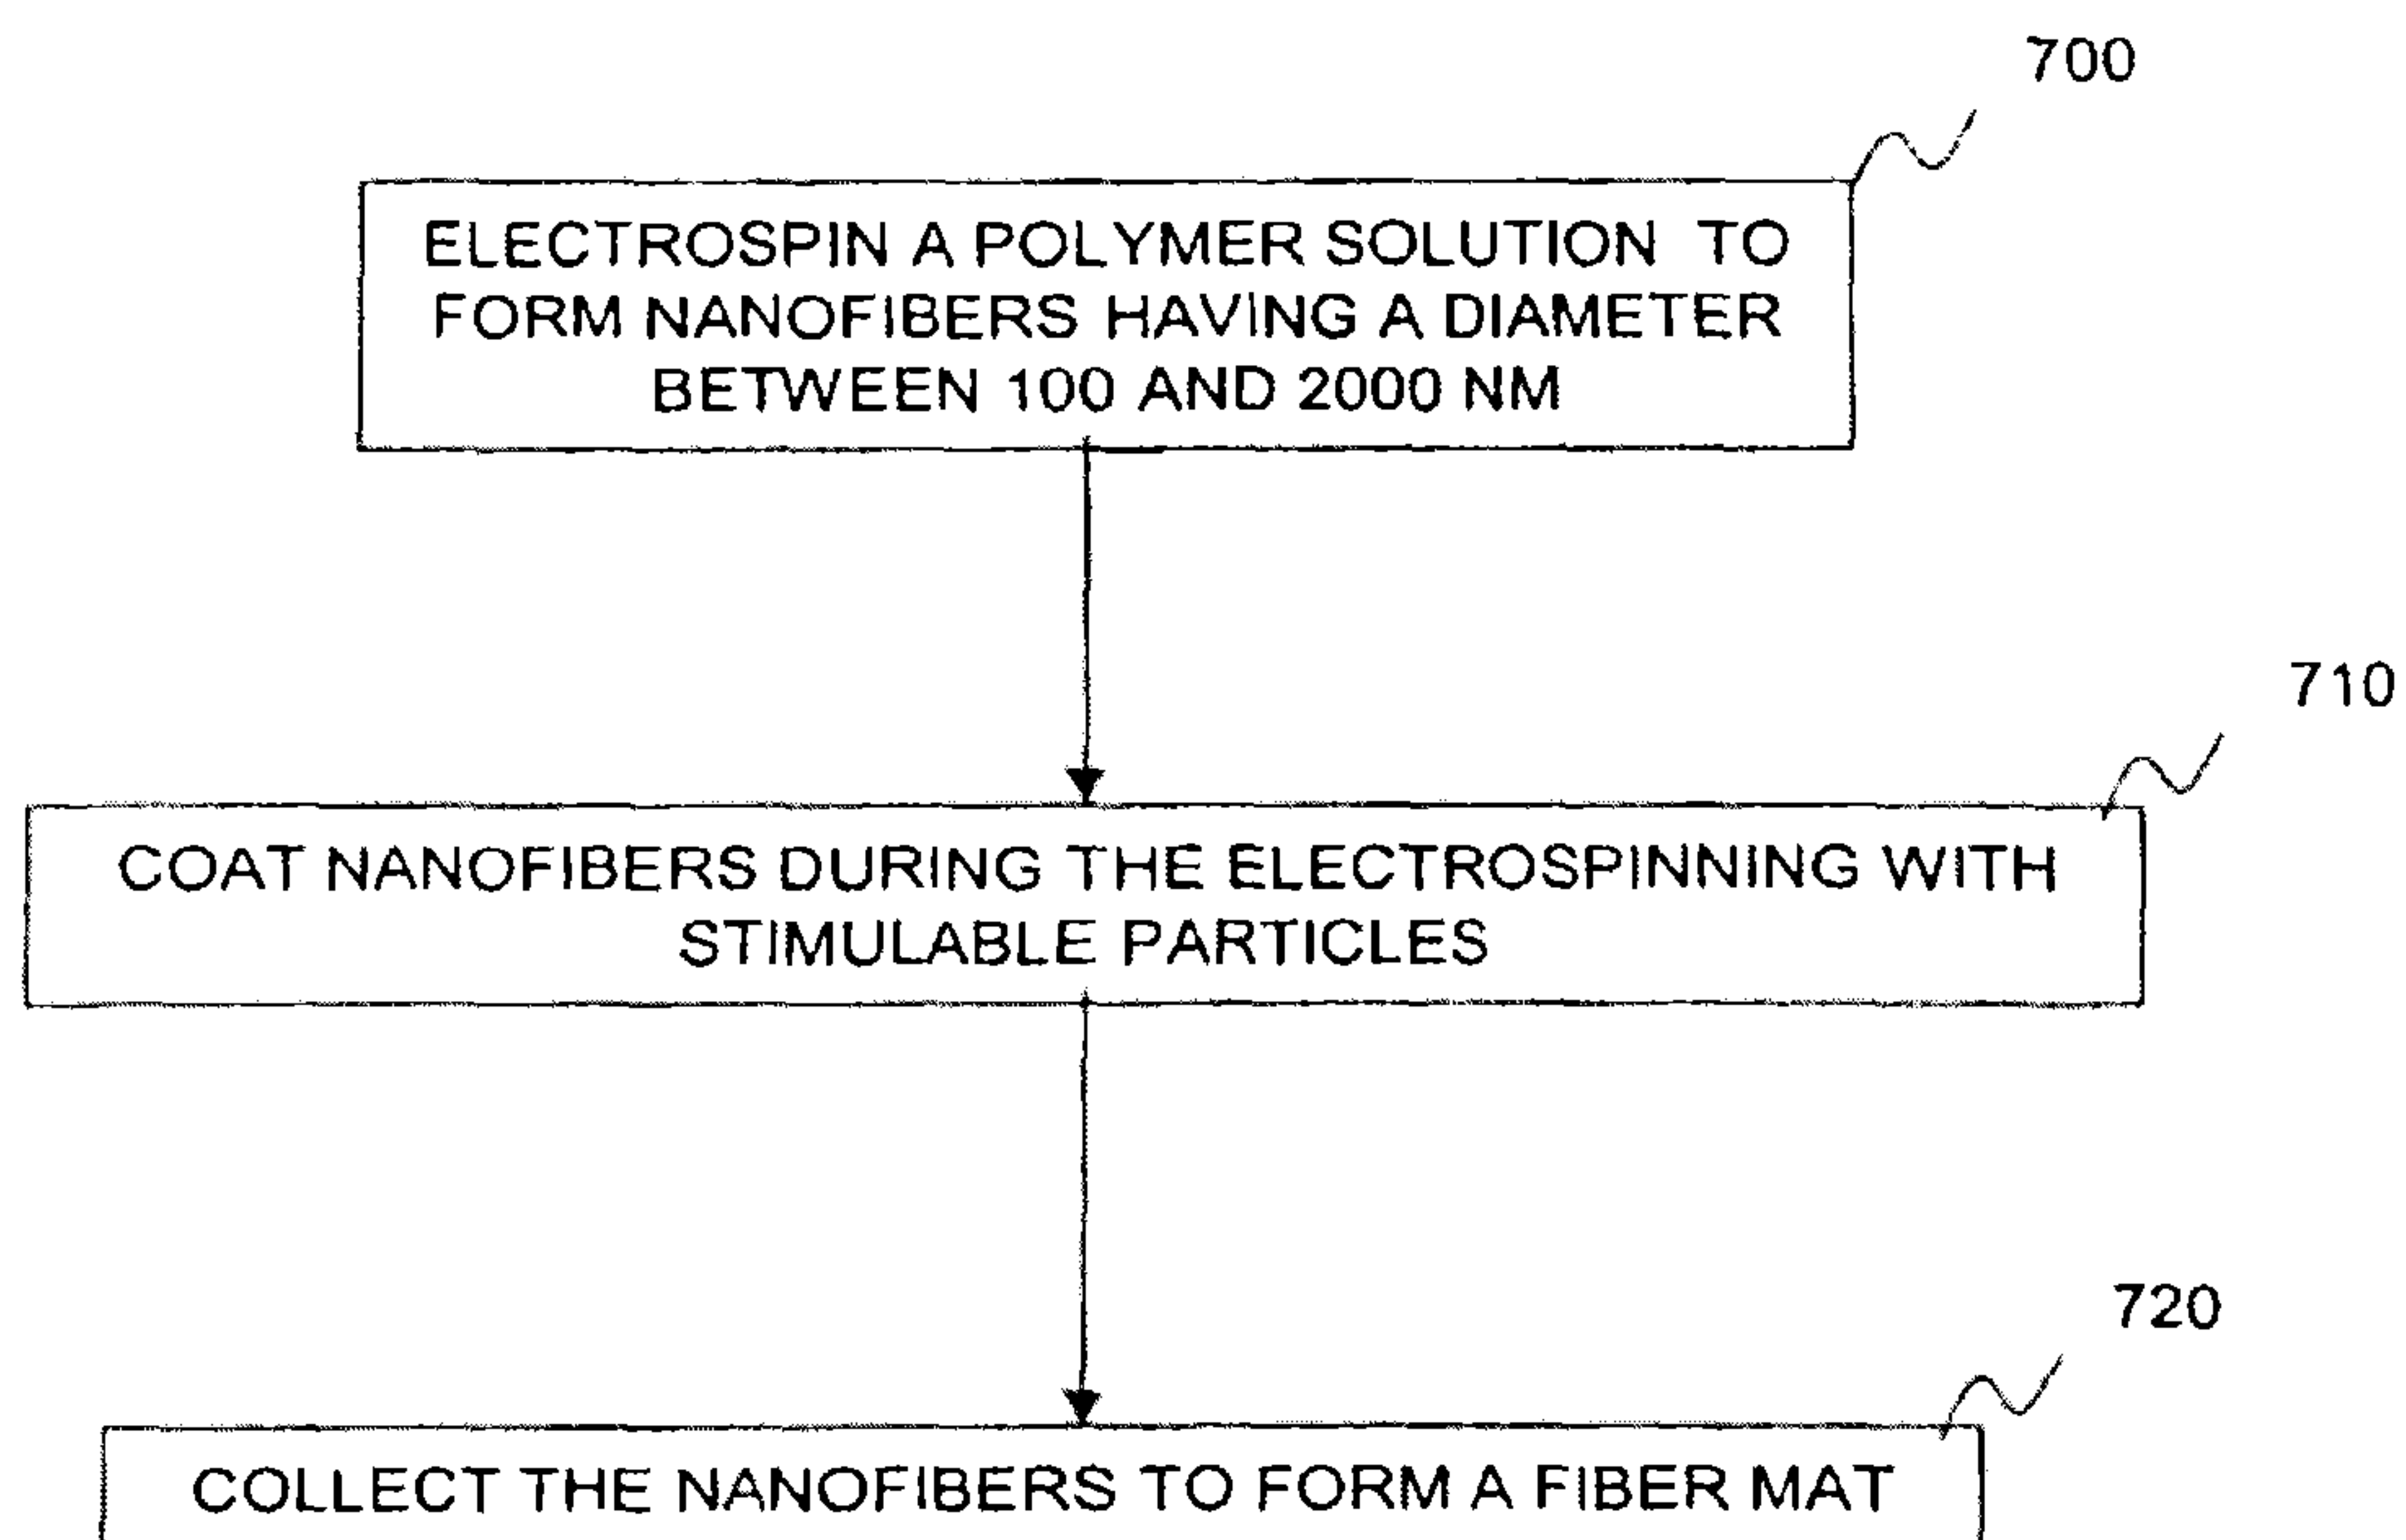 700
ELECTROSPIN A POLYMER SOLUTION TO
FORM NANOFIBERS HAVING A DIAMETER
BETWEEN 100 AND 2000 NM
710
COAT NANOFIBERS DURING THE ELECTROSPINNING WITH
STIMULABLE PARTICLES
720
COLLECT THE NANOFIBERS TO FORM A FIBER MAT